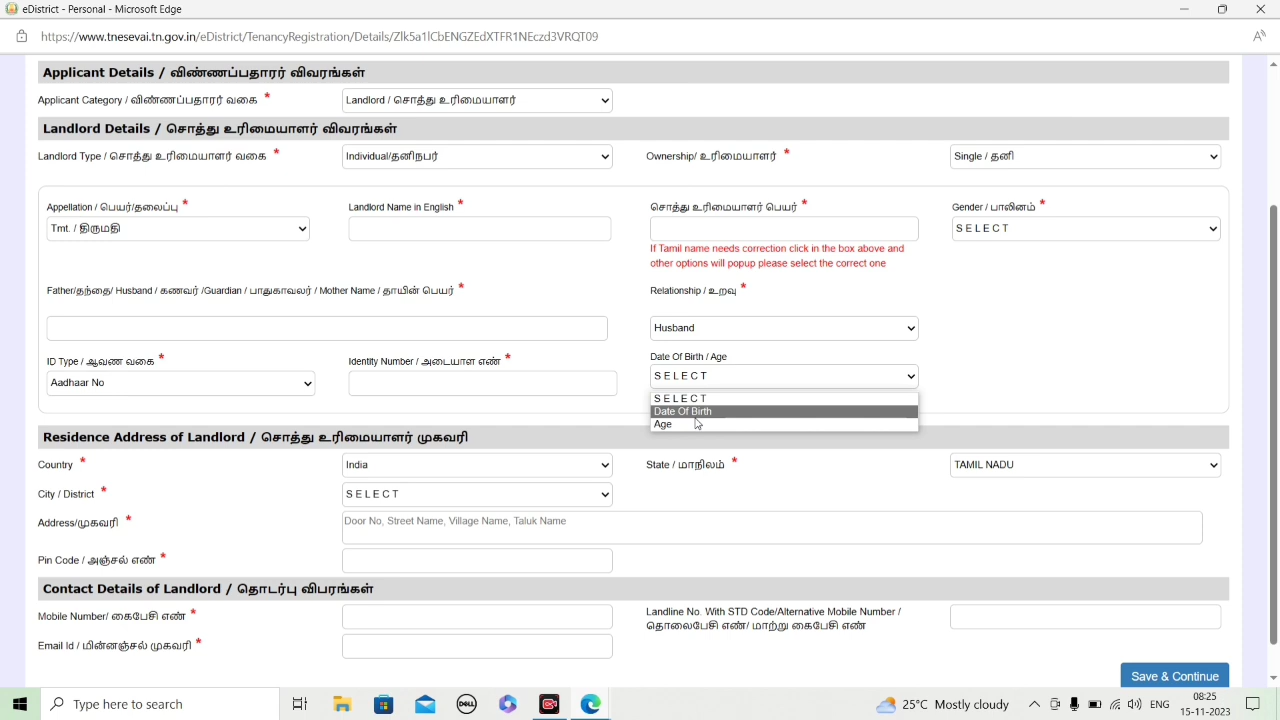 eDistrict - Personal - Microsoft Edge
https://www.tnesevai.tn.gov.in/eDistrict/TenancyRegistration/Details/Zlk5a1lCbENGZEdXTFR1NEczd3VRQT09
Applicant Details / விண்ணப்பதாரர் விவரங்கள்
Applicant Category / விண்ணப்பதாரர் வகை * Landlord / சொத்து உரிமையாளர்
Landlord Details / சொத்து உரிமையாளர் விவரங்கள்
Landlord Type / சொத்து உரிமையாளர் வகை * Individual/தனிநபர் Ownership/ உரிமையாளர் * Single / தனி
Appellation / பெயர்/தலைப்பு * Landlord Name in English * சொத்து உரிமையாளர் பெயர் * Gender / பாலினம் *
Tmt. / திருமதி SELECT
If Tamil name needs correction click in the box above and
other options will popup please select the correct one
Father/தந்தை/ Husband / கணவர் /Guardian / பாதுகாவலர் / Mother Name / தாயின் பெயர் * Relationship / உறவு *
Husband
ID Type / ஆவண வகை * Identity Number / அடையாள எண் * Date Of Birth / Age
Aadhaar No SELECT
SELECT
Date Of Birth
Age
Residence Address of Landlord / சொத்து உரிமையாளர் முகவரி
Country * India State / மாநிலம் * TAMIL NADU
City / District * SELECT
Address/முகவரி * Door No, Street Name, Village Name, Taluk Name
Pin Code / அஞ்சல் எண் *
Contact Details of Landlord / தொடர்பு விபரங்கள்
Mobile Number/ கைபேசி எண் * Landline No. With STD Code/Alternative Mobile Number /
தொலைபேசி எண்/ மாற்று கைபேசி எண்
Email Id / மின்னஞ்சல் முகவரி *
Save & Continue
Type here to search 25°C Mostly cloudy ENG 08:25
15-11-2023